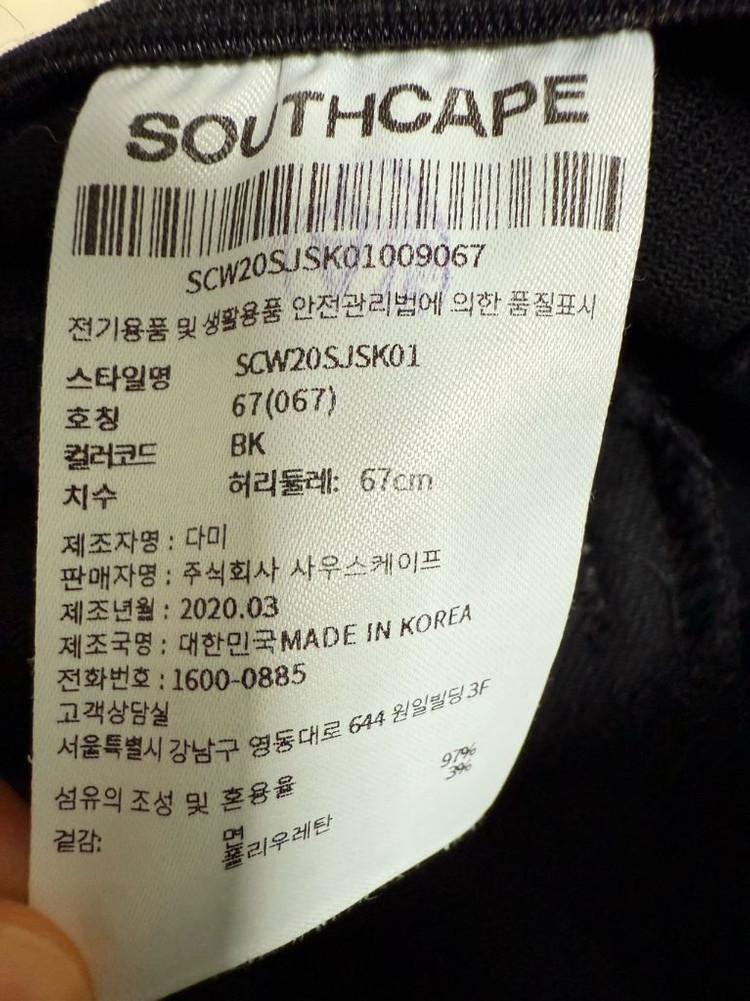 SOUTHCAPE
SCW20SJSK01009067
전기용품 및 생활용품 안전관리법에 의한 품질표시
스타일명 SCW20SJSK01
호칭 67(067)
컬러코드 BK
치수 허리둘레: 67cm
제조자명 : 다미
판매자명 : 주식회사 사우스케이프
제조년월 : 2020.03
제조국명 : 대한민국MADE IN KOREA
전화번호 : 1600-0885
고객상담실
서울특별시 강남구 영동대로 644 원일빌딩 3F
섬유의 조성 및 혼용율
겉감: 면 97%
폴리우레탄 3%